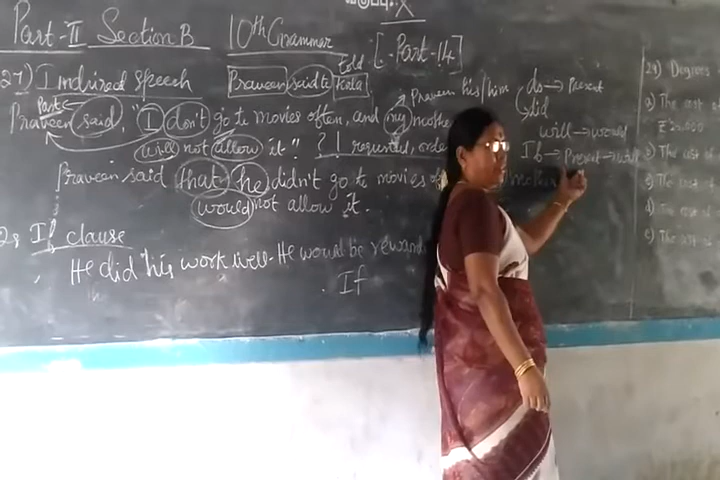 X
Part-II Section B 10th Grammer [-Part-14]
27) Indirect speech Praveen said to told Kala
Past Praveen his/him
Praveen said, "I don't go to movies often, and my mother
will not allow it." ?! requested, order
Praveen said that he didn't go to movies of mother
would not allow it.
28 If clause
He did his work well. He would be reward
If
do → Present
did
will → would
If → Present → will
29) Degrees
a) The cost o
₹ 25000
b) The cost of
c) The cost of
d) The cost of
e) The cost of